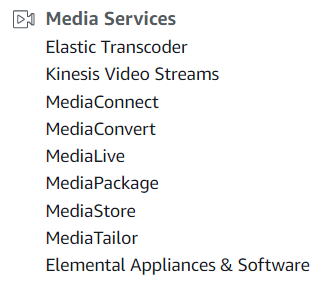 Media Services
Elastic Transcoder
Kinesis Video Streams
MediaConnect
MediaConvert
MediaLive
MediaPackage
MediaStore
MediaTailor
Elemental Appliances & Software